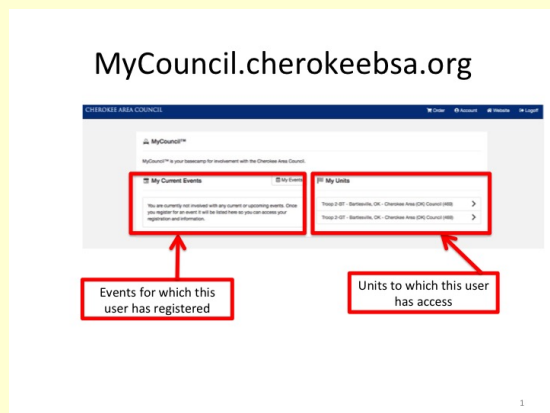 MyCouncil.cherokeebsa.org
CHEROKEE AREA COUNCIL
Order Account Website Logoff
MyCouncil™
MyCouncil™ is your basecamp for involvement with the Cherokee Area Council.
My Current Events
My Events
My Units
You are currently not involved with any current or upcoming events. Once
you register for an event it will be listed here so you can access your
registration and information.
Troop 2-BT - Bartlesville, OK - Cherokee Area (OK) Council (469)
Troop 2-GT - Bartlesville, OK - Cherokee Area (OK) Council (469)
Events for which this
user has registered
Units to which this user
has access
1